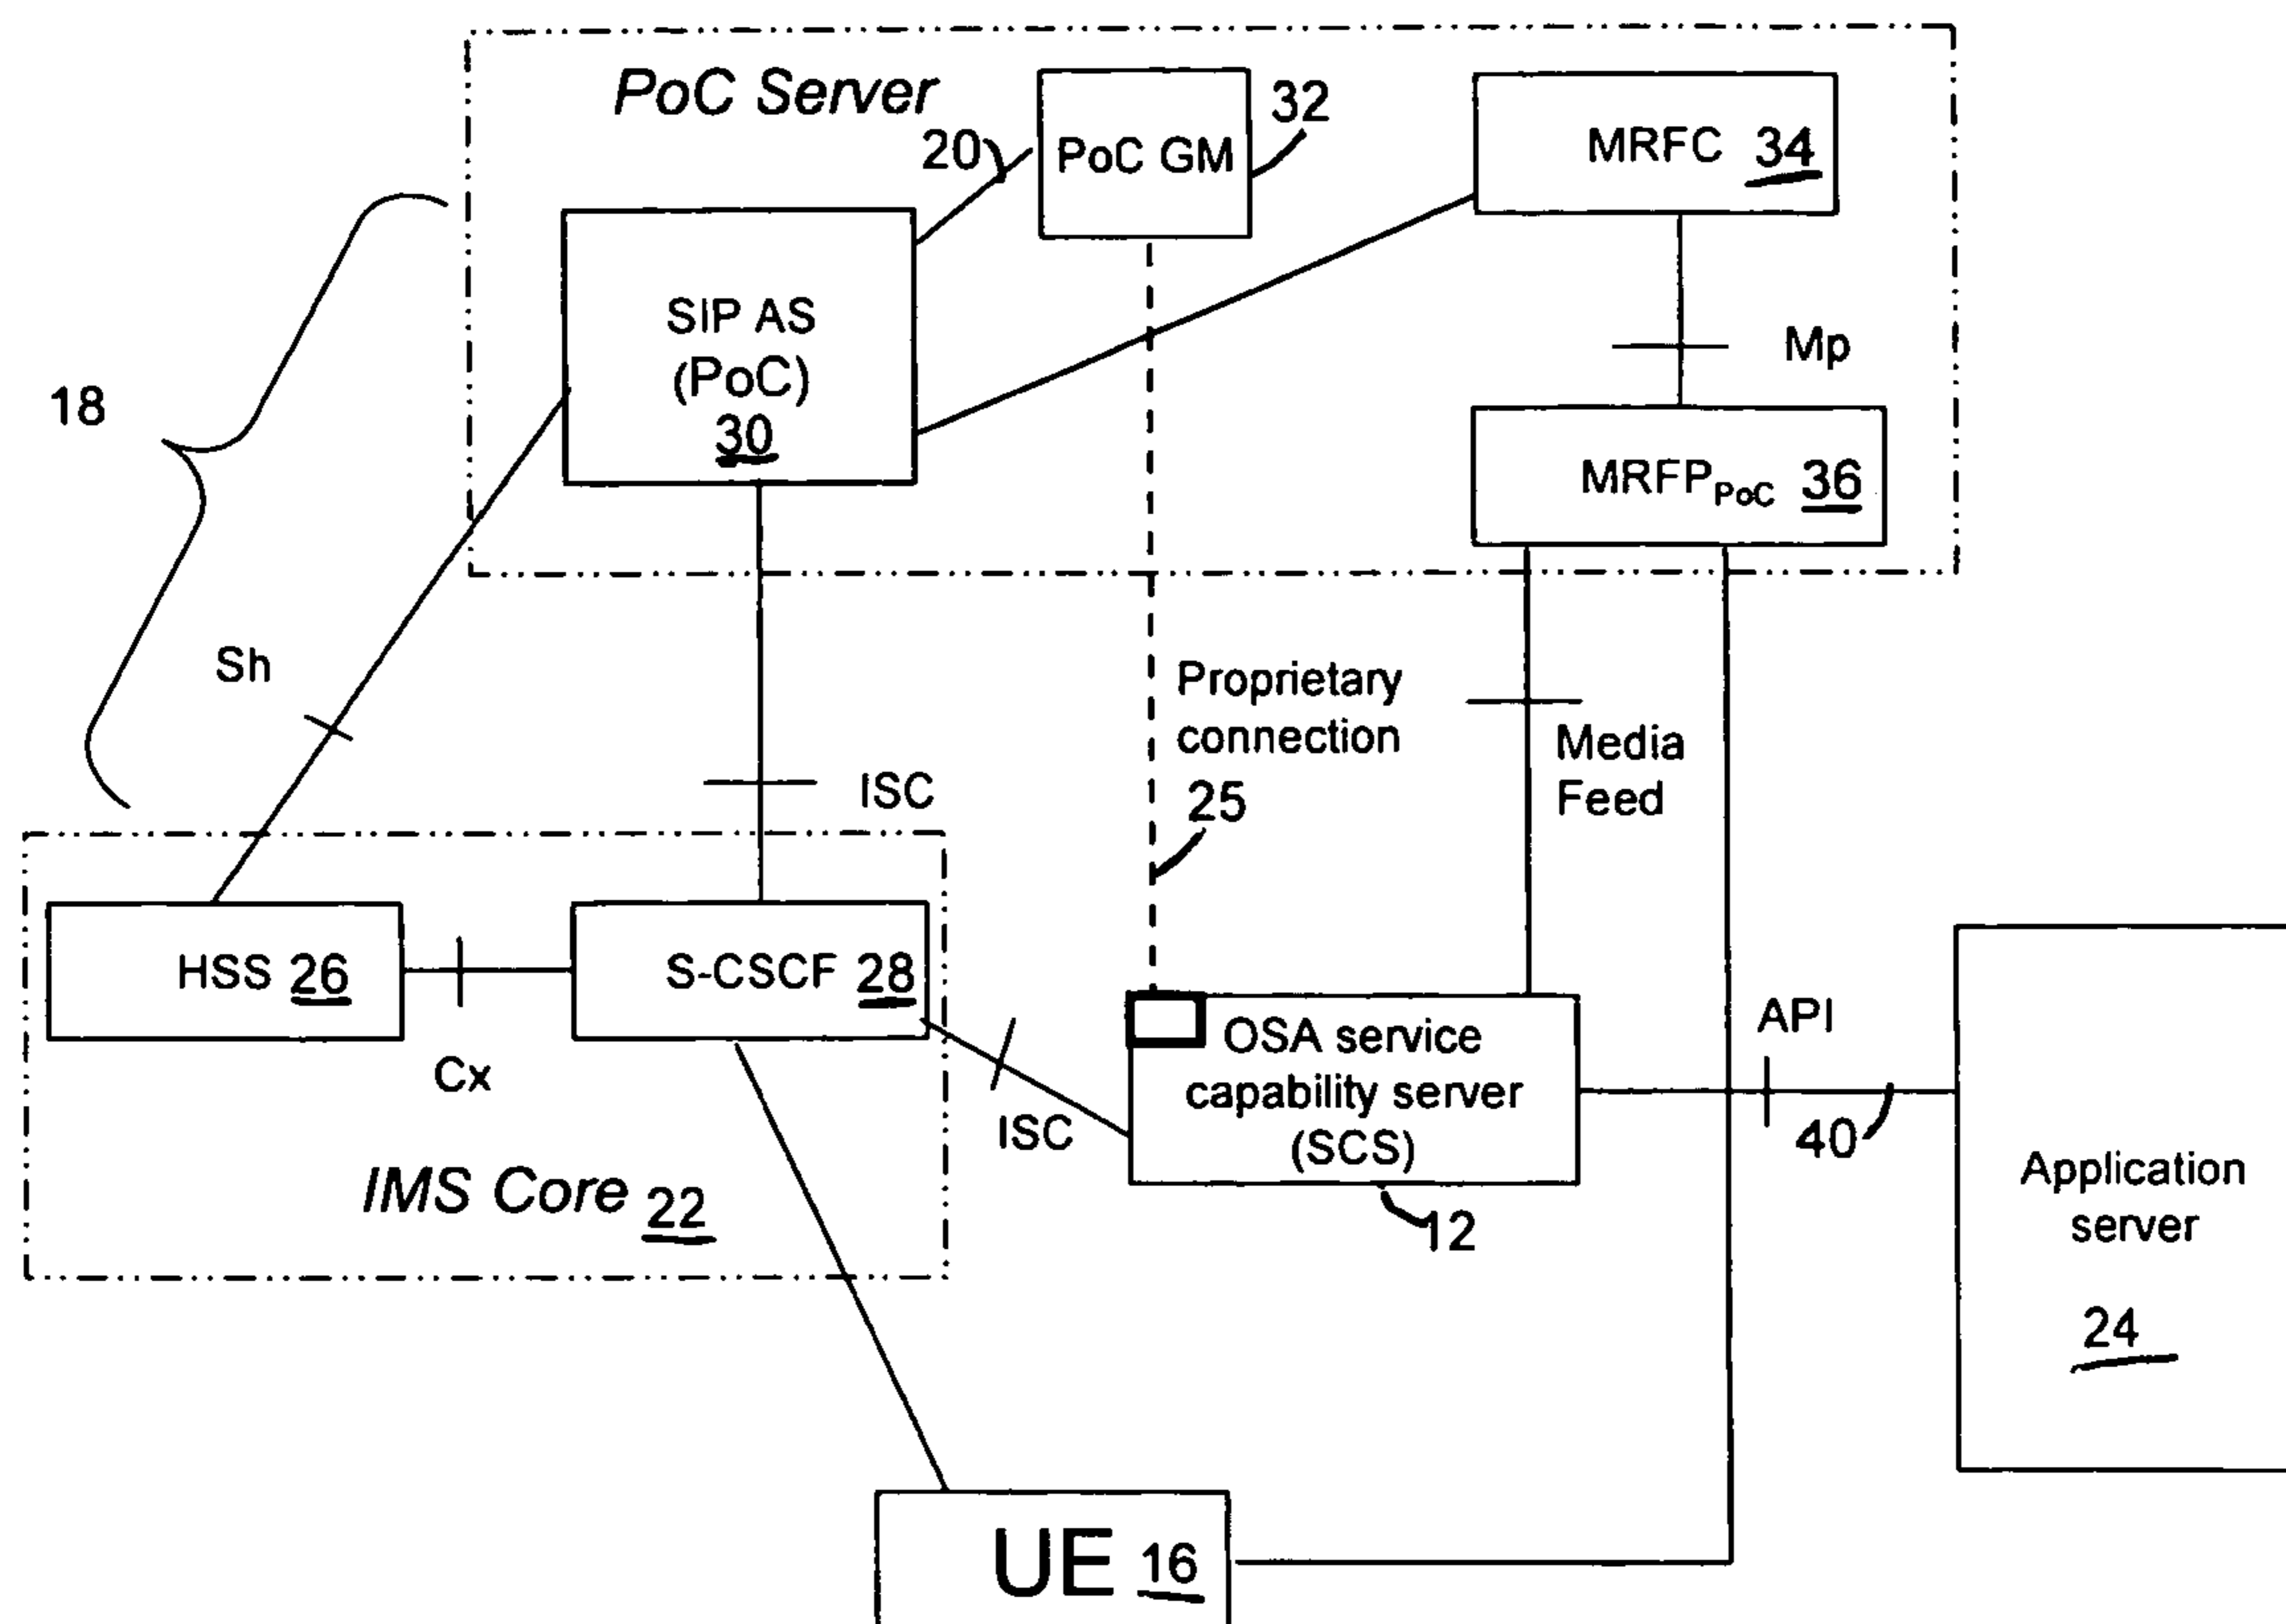 PoC Server
20
PoC GM
32
MRFC 34
18
SIP AS
(PoC)
30
Mp
MRFPPoC 36
Sh
Proprietary
connection
25
Media
Feed
ISC
HSS 26
S-CSCF 28
Cx
ISC
OSA service
capability server
(SCS)
12
API
40
Application
server
24
IMS Core 22
UE 16